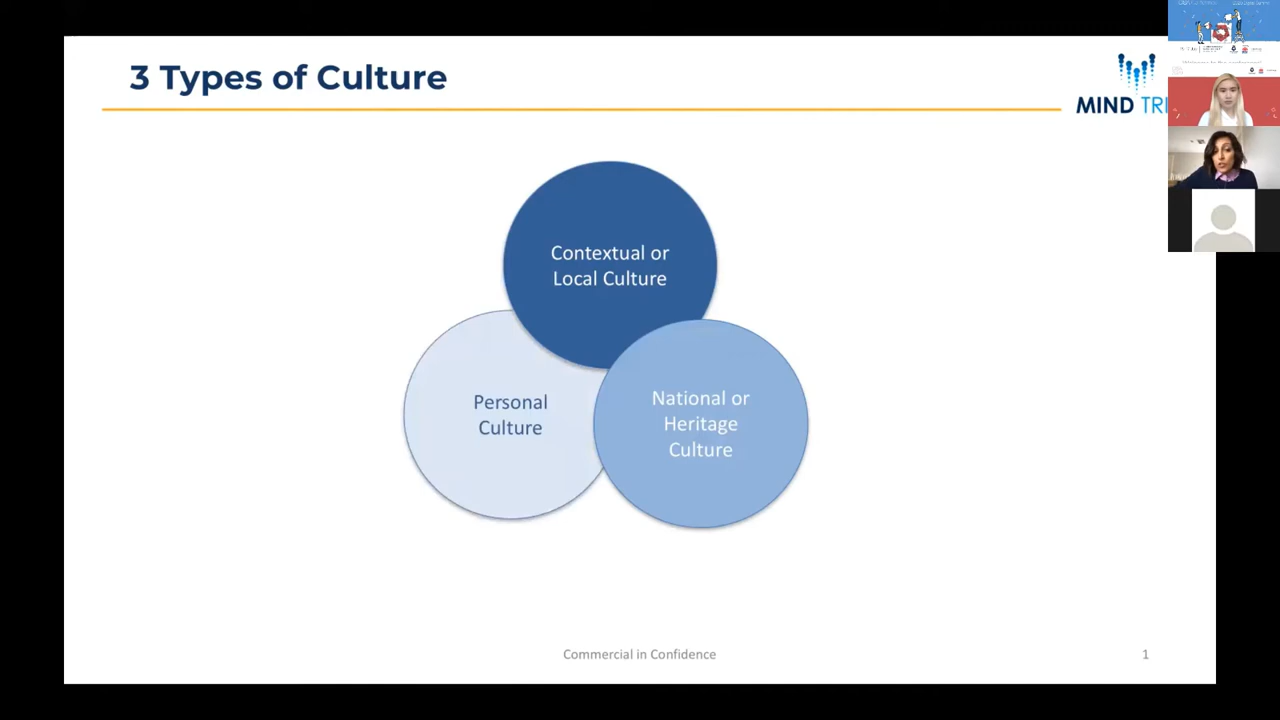 3 Types of Culture
MIND TRI
Contextual or
Local Culture
Personal
Culture
National or
Heritage
Culture
Commercial in Confidence
1